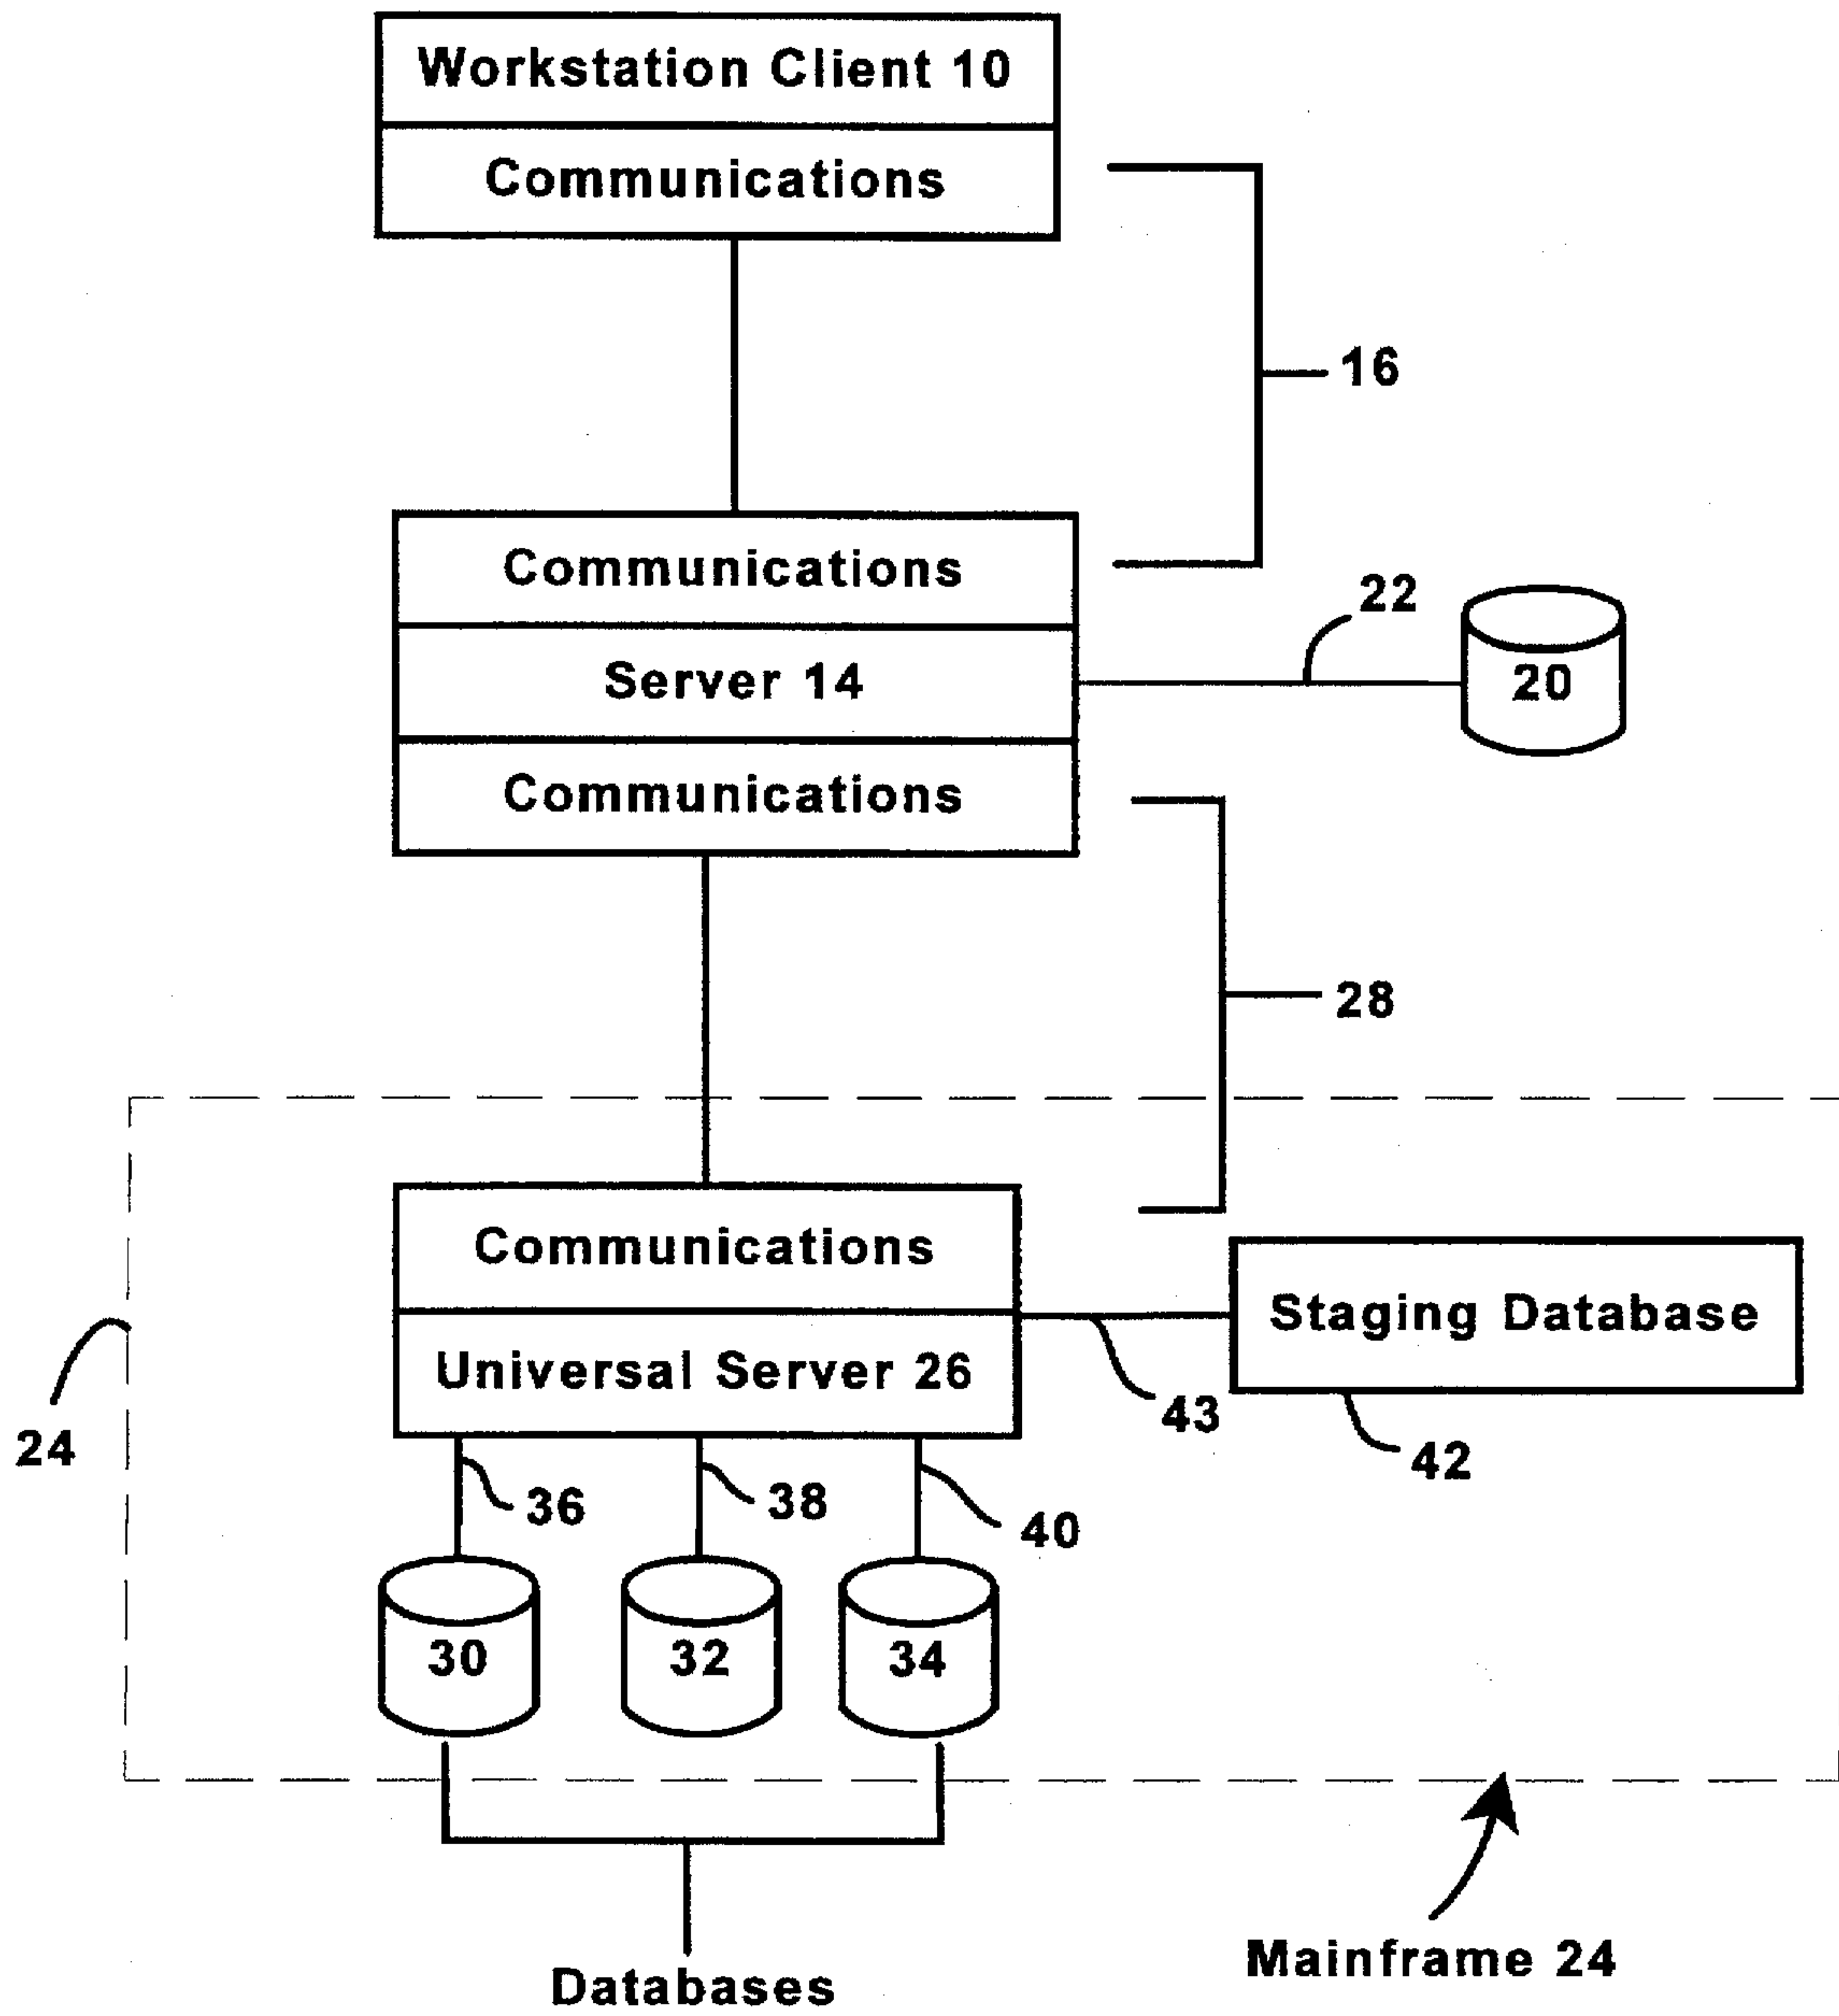 Workstation Client 10
Communications
16
Communications
22
Server 14
20
Communications
28
Communications
Staging Database
Universal Server 26
43
24
42
36
38
40
30
32
34
Mainframe 24
Databases